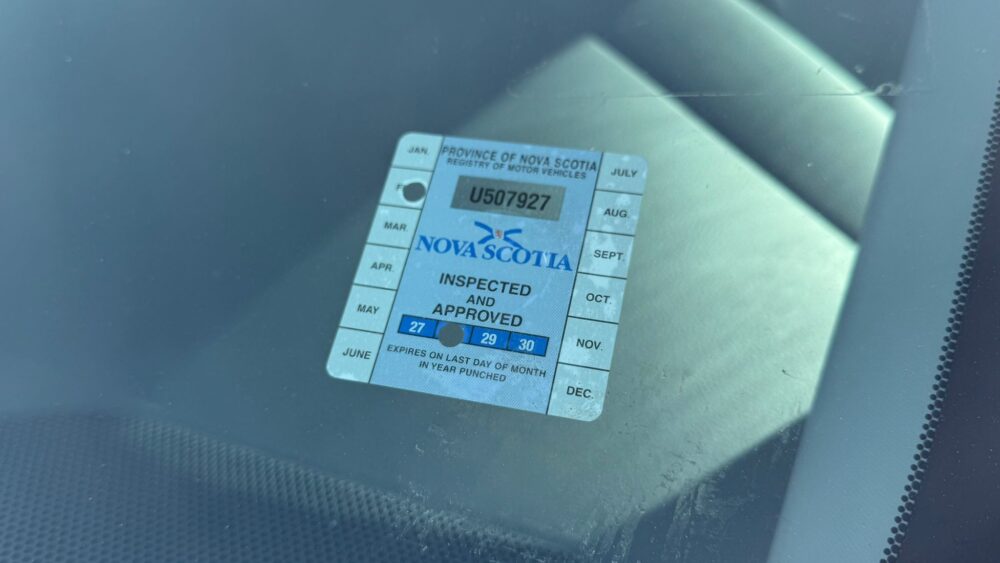 JAN.
F
MAR.
APR.
MAY
JUNE
PROVINCE OF NOVA SCOTIA
REGISTRY OF MOTOR VEHICLES
U507927
NOVA SCOTIA
INSPECTED
AND
APPROVED
27 29 30
EXPIRES ON LAST DAY OF MONTH
IN YEAR PUNCHED
JULY
AUG.
SEPT.
OCT.
NOV.
DEC.